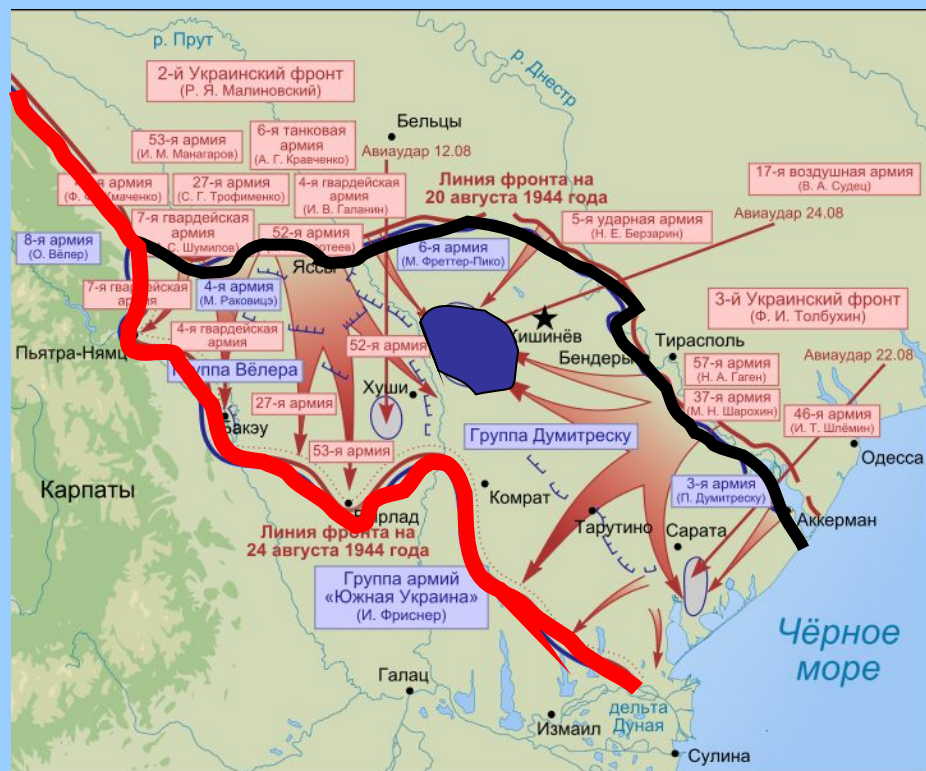 р. Прут
р. Днестр
2-й Украинский фронт
(Р. Я. Малиновский)
53-я армия
(И. М. Манагаров)
6-я танковая
армия
(А. Г. Кравченко)
Бельцы
Авиаудар 12.08
17-я воздушная армия
(В. А. Судец)
Линия фронта на
20 августа 1944 года
армия
(Ф.
27-я армия
(С. Г. Трофименко)
4-я гвардейская
армия
(И. В. Галанин)
5-я ударная армия
(Н. Е. Берзарин)
Авиаудар 24.08
7-я гвардейская
армия
С. Шумилов)
52-я армия
8-я армия
(О. Вёлер)
6-я армия
(М. Фреттер-Пико)
Яссы
7-я гвардейская
4-я армия
(М. Раковицэ)
3-й Украинский фронт
(Ф. И. Толбухин)
4-я гвардейская
армия
Кишинёв
Тирасполь
Пьятра-Нямц
52-я армия
Бендеры
Авиаудар 22.08
57-я армия
(Н. А. Гаген)
Группа Вёлера
37-я армия
(М. Н. Шарохин)
Хуши
27-я армия
46-я армия
(И. Т. Шлёмин)
Бакэу
Группа Думитреску
53-я армия
Одесса
Карпаты
Комрат
3-я армия
(П. Думитреску)
Аккерман
Тарутино
Сарата
Линия фронта на
24 августа 1944 года
Группа армий
«Южная Украина»
(И. Фриснер)
Чёрное
море
Галац
Измаил
дельта
Дуная
Сулина